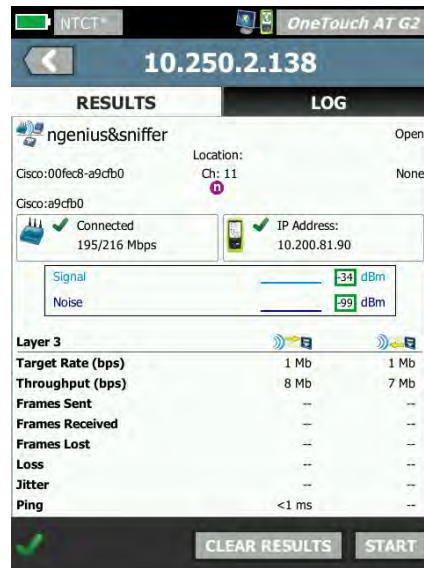 NTCT* OneTouch AT G2
10.250.2.138
RESULTS LOG
ngenius&sniffer Open
Location:
Cisco:00fec8-a9cfb0 Ch: 11 None
n
Cisco:a9cfb0
Connected IP Address:
195/216 Mbps 10.200.81.90
Signal -34 dBm
Noise -99 dBm
Layer 3
Target Rate (bps) 1 Mb 1 Mb
Throughput (bps) 8 Mb 7 Mb
Frames Sent -- --
Frames Received -- --
Frames Lost -- --
Loss -- --
Jitter -- --
Ping <1 ms --
CLEAR RESULTS START